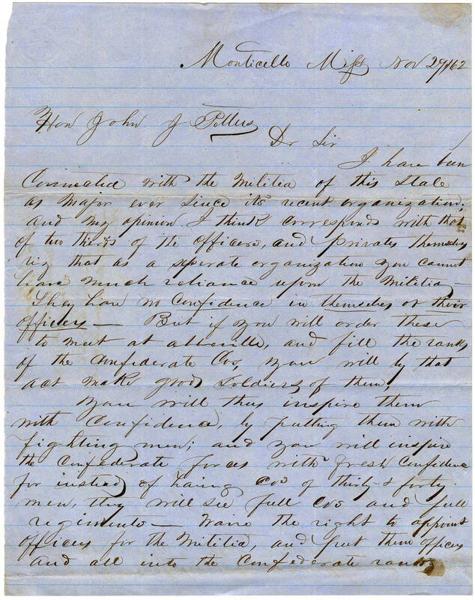 Monticello Miss Nov 29/62
Hon John J Pettus
Dr Sir
I have been
Connected with the Militia of this State
as Major ever since its recent organization,
and my opinion I think corresponds with that
of two thirds of the Officers, and privates themselves
viz that as a seperate organization you cannot
have much reliance upon the Militia
They have no Confidence in themselves or their
officers — But if you will order these
to meet at and fill the ranks
of the Confederate Cos, you will by that
act make good Soldiers of them,
You will thus inspire them
with Confidence, by putting them with
fighting men; and you will inspire
the Confederate forces with fresh Confidence
for instead of Cos of thirty & forty
men, they will see full Cos and full
regiments — Wave the right to appoint
officers for the Militia, and put them officers
and all into the Confederate ranks